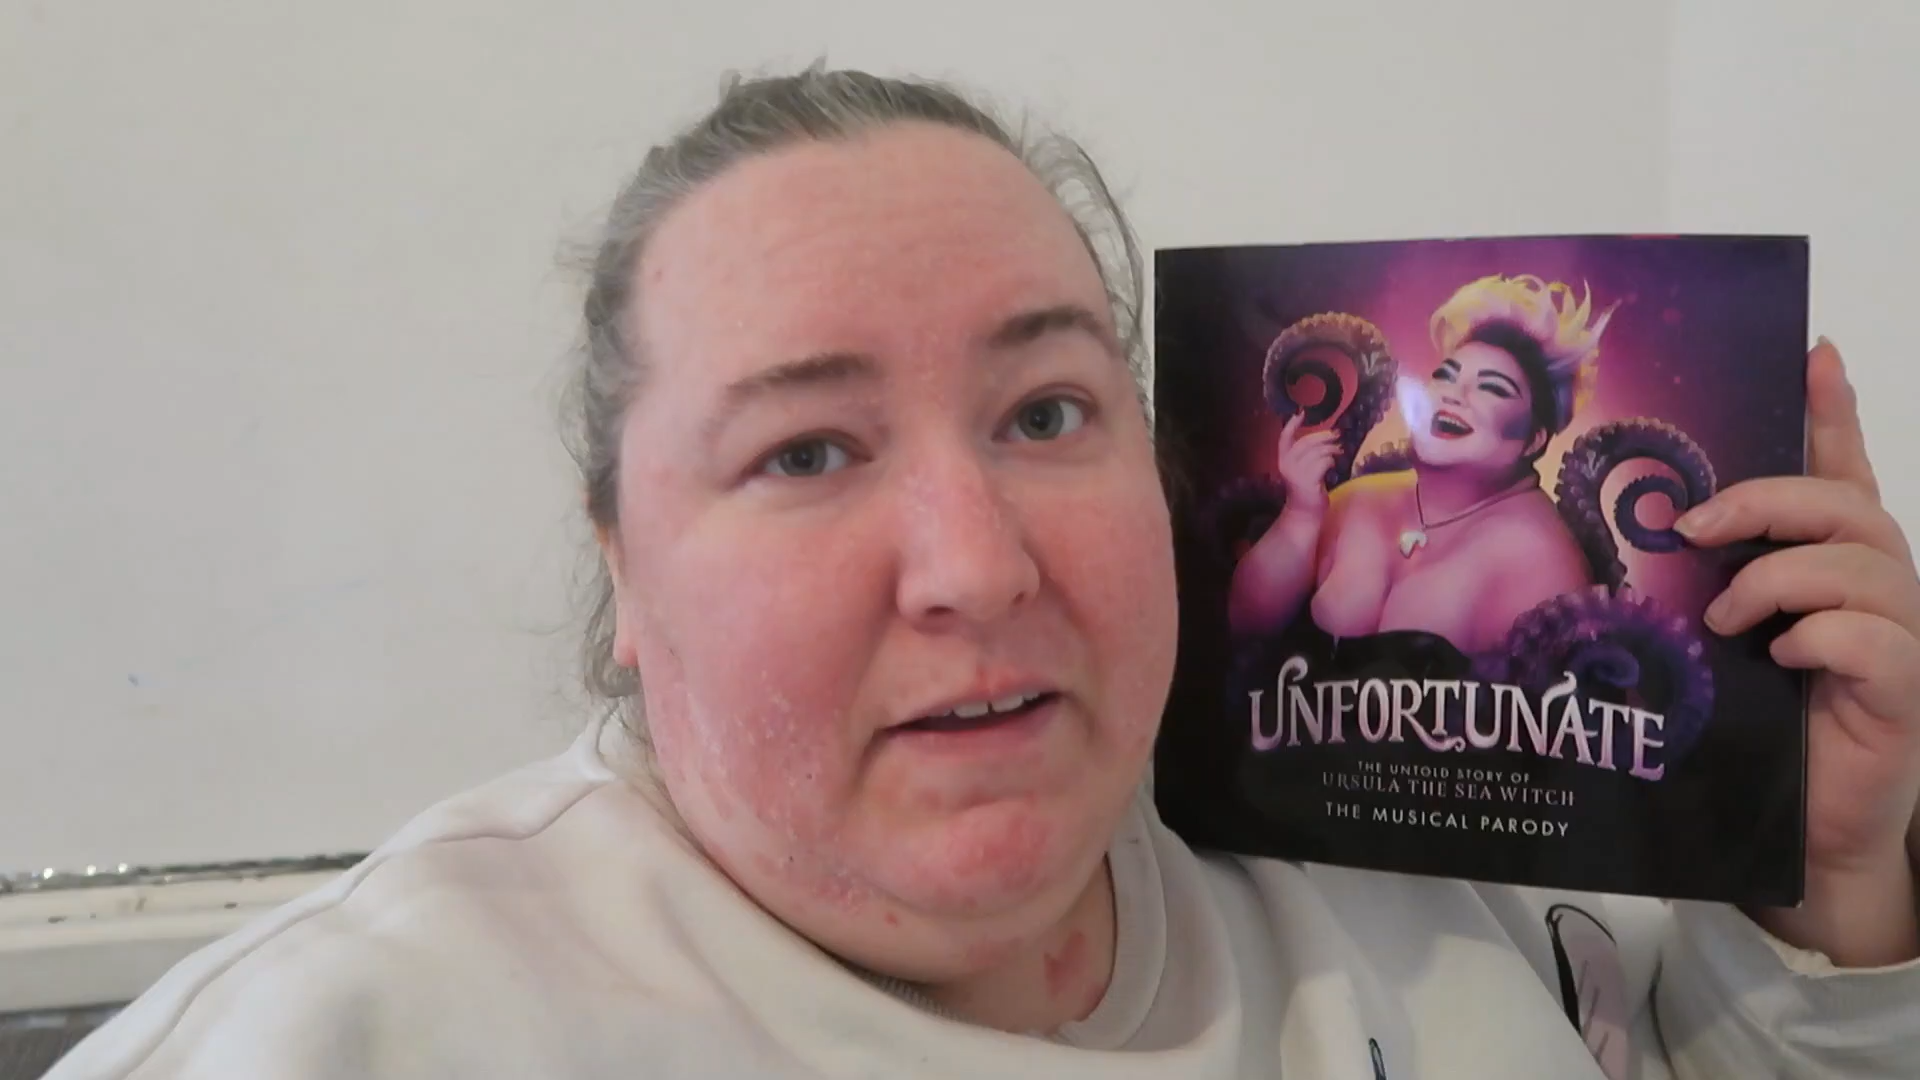 UNFORTUNATE
THE UNTOLD STORY OF
URSULA THE SEA WITCH
THE MUSICAL PARODY